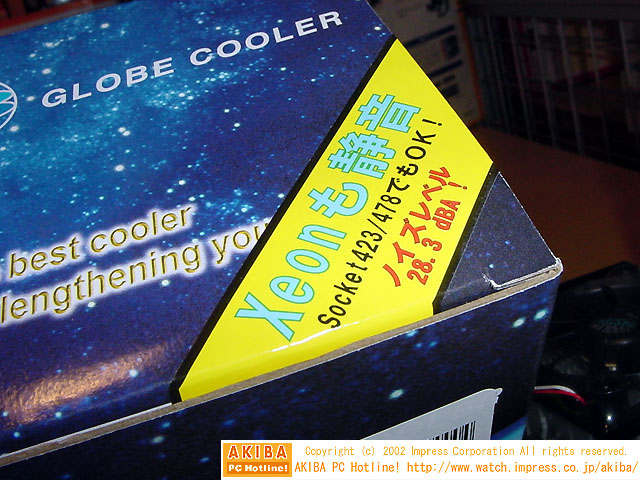 GLOBE COOLER
Xeonも静音
Socket423/478でもOK!
ノイズレベル
28.3 dBA !
best cooler
lengthening you
AKIBA
PC Hotline!
Copyright (c) 2002 Impress Corporation All rights reserved.
AKIBA PC Hotline! http://www.watch.impress.co.jp/akiba/